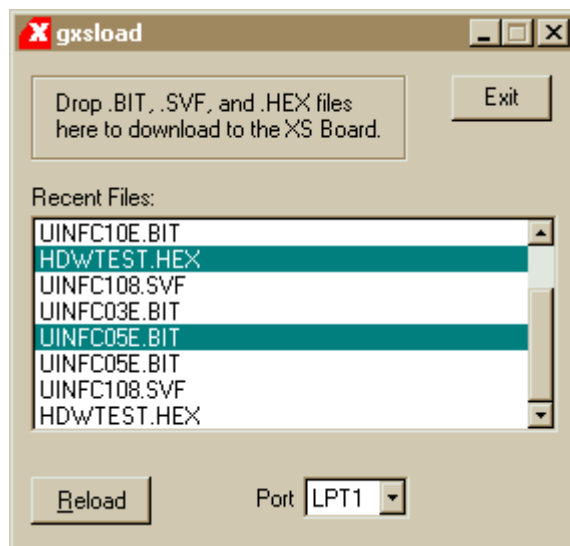 gxsload
Drop .BIT, .SVF, and .HEX files
here to download to the XS Board.
Exit
Recent Files:
UINFC10E.BIT
HDWTEST.HEX
UINFC108.SVF
UINFC03E.BIT
UINFC05E.BIT
UINFC05E.BIT
UINFC108.SVF
HDWTEST.HEX
Reload
Port LPT1